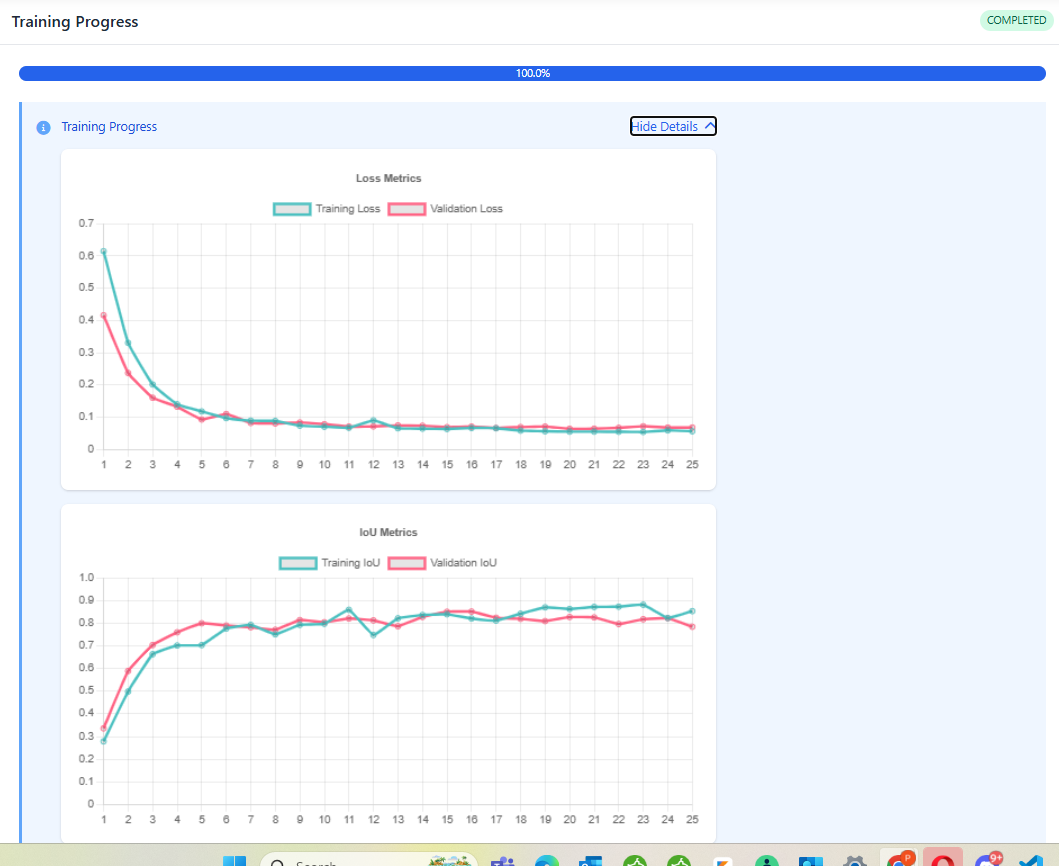 Training Progress
COMPLETED
100.0%
Training Progress
Hide Details
Loss Metrics
Training Loss Validation Loss
0.7
0.6
0.5
0.4
0.3
0.2
0.1
0
1 2 3 4 5 6 7 8 9 10 11 12 13 14 15 16 17 18 19 20 21 22 23 24 25
IoU Metrics
Training IoU Validation IoU
1.0
0.9
0.8
0.7
0.6
0.5
0.4
0.3
0.2
0.1
0
1 2 3 4 5 6 7 8 9 10 11 12 13 14 15 16 17 18 19 20 21 22 23 24 25
Search
P
9+